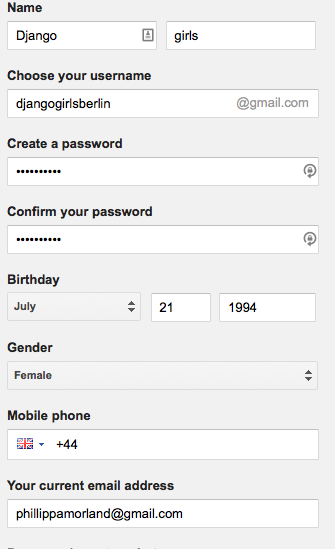 Name
Django girls
Choose your username
djangogirlsberlin @gmail.com
Create a password
••••••••••
Confirm your password
••••••••••
Birthday
July 21 1994
Gender
Female
Mobile phone
+44
Your current email address
phillippamorland@gmail.com